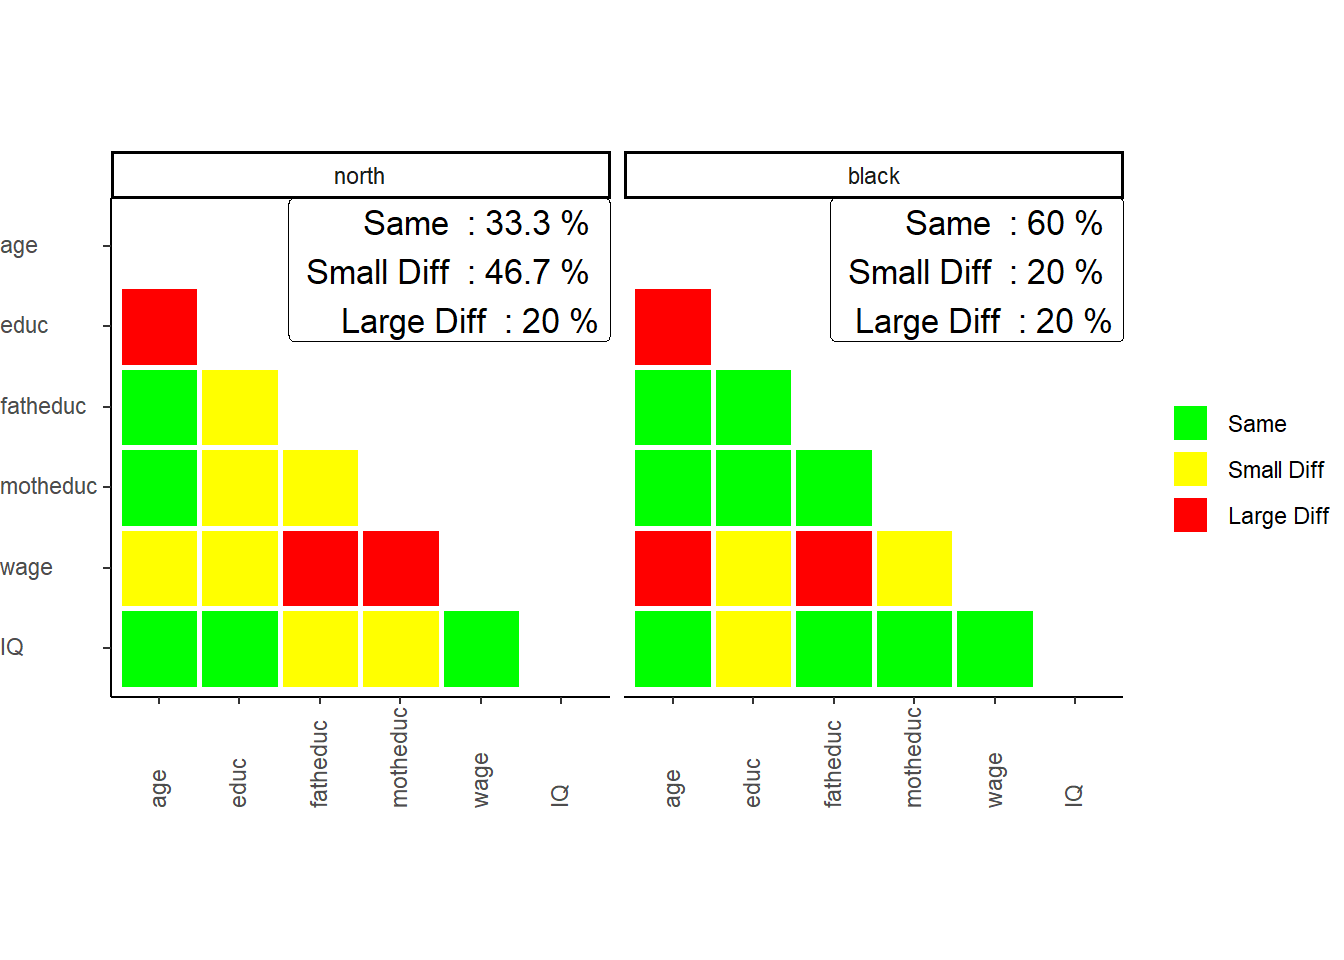 north
black
Same : 33.3 %
Small Diff : 46.7 %
Large Diff : 20 %
Same : 60 %
Small Diff : 20 %
Large Diff : 20 %
age
educ
fatheduc
motheduc
wage
IQ
Same
Small Diff
Large Diff
age
educ
fatheduc
motheduc
wage
IQ
age
educ
fatheduc
motheduc
wage
IQ